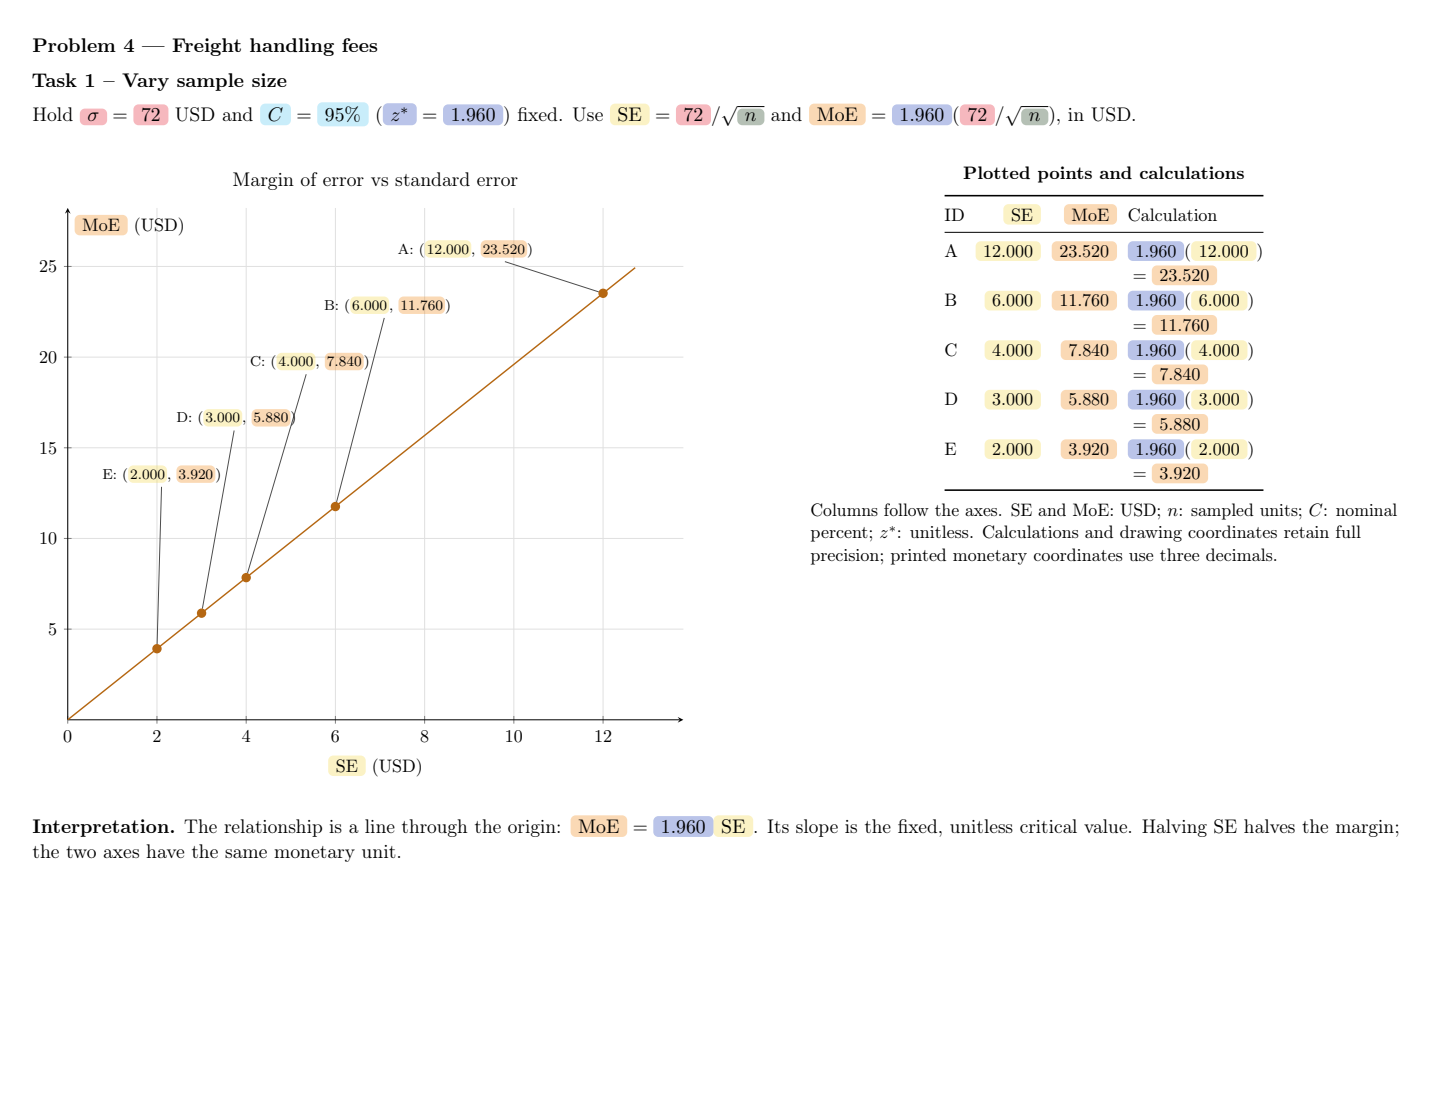 Problem 4 — Freight handling fees
Task 1 – Vary sample size
Hold σ = 72 USD and C = 95% (z* = 1.960) fixed. Use SE = 72/√n and MoE = 1.960(72/√n), in USD.
Margin of error vs standard error
MoE (USD)
A: (12.000, 23.520)
25
B: (6.000, 11.760)
20
C: (4.000, 7.840)
D: (3.000, 5.880)
15
E: (2.000, 3.920)
10
5
0 2 4 6 8 10 12
SE (USD)
Plotted points and calculations
ID SE MoE Calculation
A 12.000 23.520 1.960(12.000)
= 23.520
B 6.000 11.760 1.960(6.000)
= 11.760
C 4.000 7.840 1.960(4.000)
= 7.840
D 3.000 5.880 1.960(3.000)
= 5.880
E 2.000 3.920 1.960(2.000)
= 3.920
Columns follow the axes. SE and MoE: USD; n: sampled units; C: nominal
percent; z*: unitless. Calculations and drawing coordinates retain full
precision; printed monetary coordinates use three decimals.
Interpretation. The relationship is a line through the origin: MoE = 1.960 SE. Its slope is the fixed, unitless critical value. Halving SE halves the margin;
the two axes have the same monetary unit.